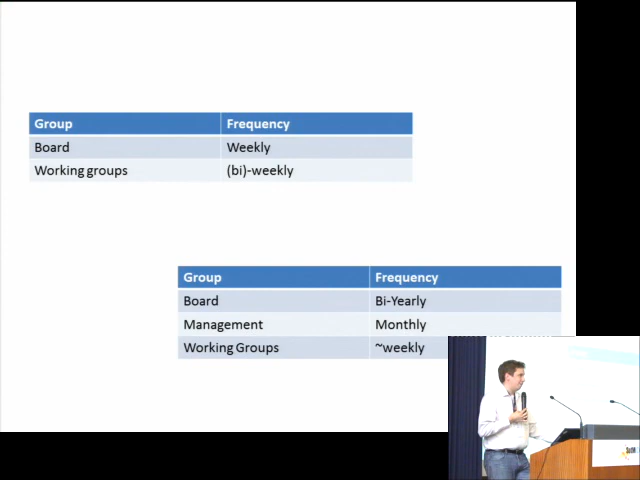 Group Frequency
Board Weekly
Working groups (bi)-weekly
Group Frequency
Board Bi-Yearly
Management Monthly
Working Groups ~weekly